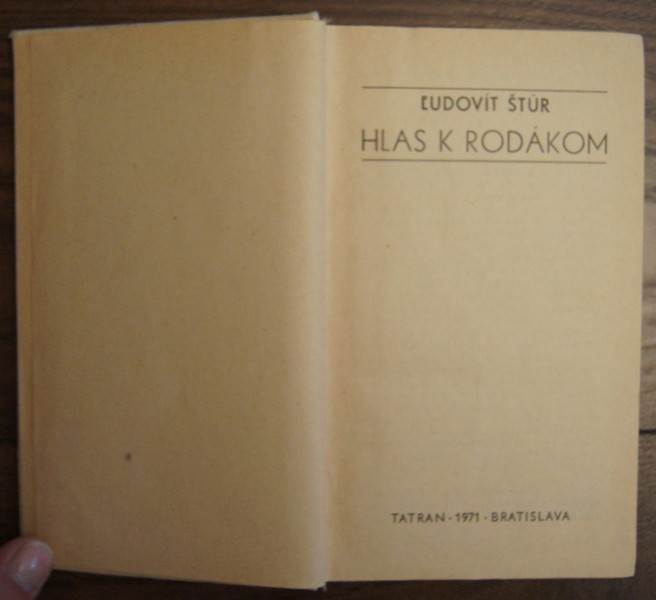 ĽUDOVÍT ŠTÚR
HLAS K RODÁKOM
TATRAN · 1971 · BRATISLAVA